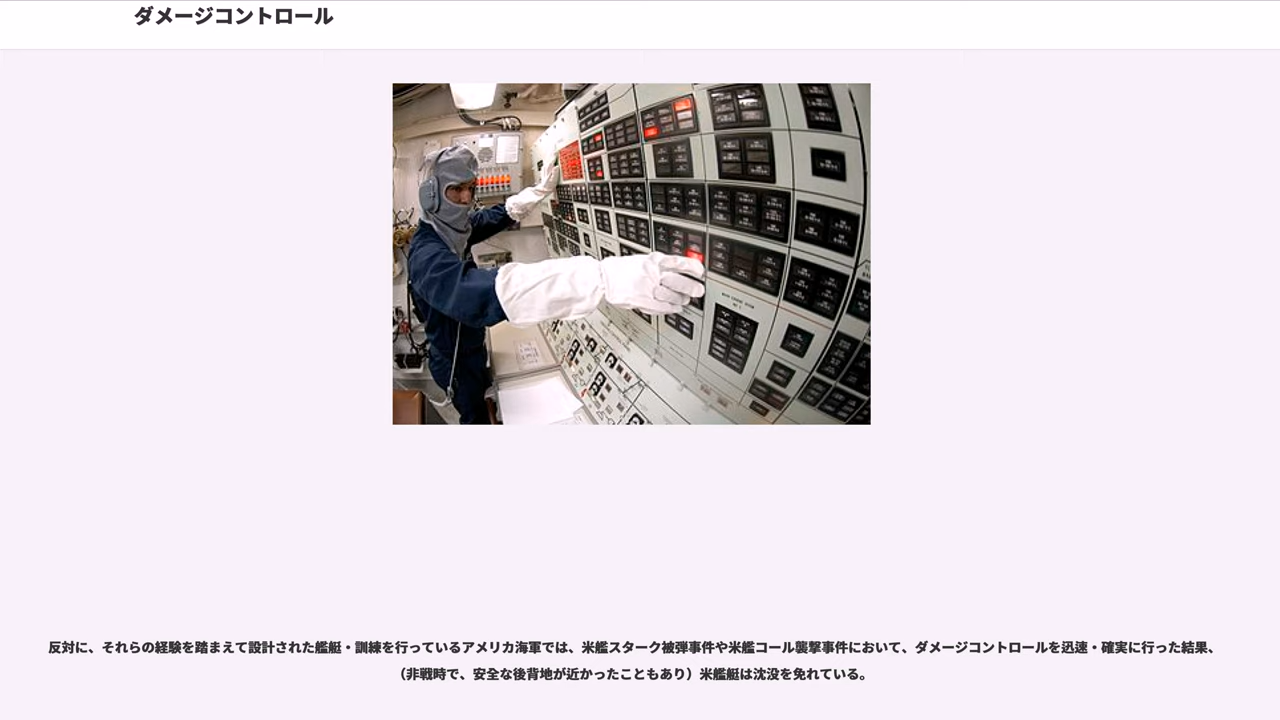 ダメージコントロール
反対に、それらの経験を踏まえて設計された艦艇・訓練を行っているアメリカ海軍では、米艦スターク被弾事件や米艦コール襲撃事件において、ダメージコントロールを迅速・確実に行った結果、
（非戦時で、安全な後背地が近かったこともあり）米艦艇は沈没を免れている。